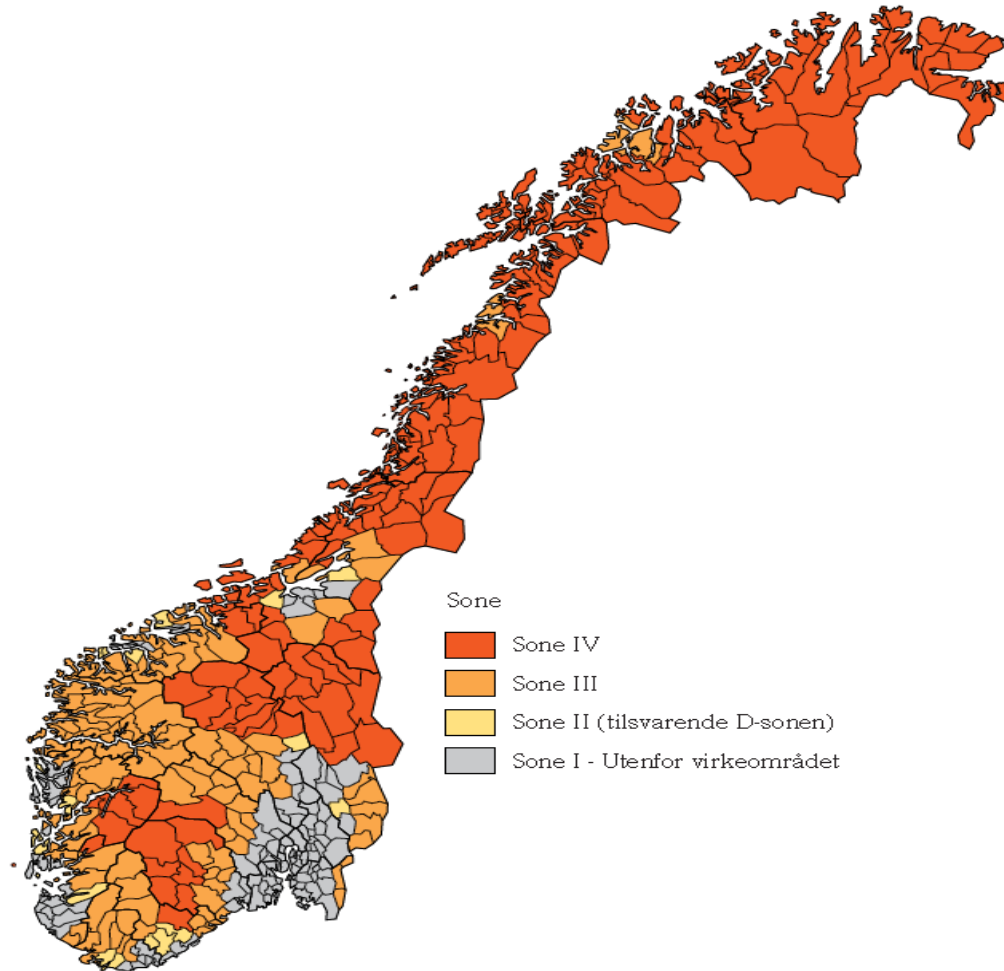 Sone
Sone IV
Sone III
Sone II (tilsvarende D-sonen)
Sone I - Utenfor virkeområdet